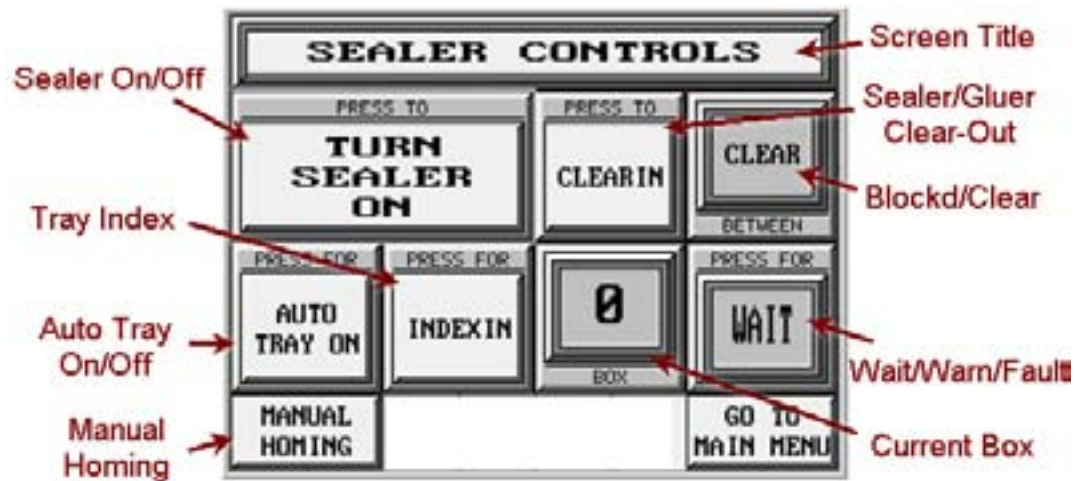 SEALER CONTROLS
Screen Title
Sealer On/Off
PRESS TO
TURN
SEALER
ON
PRESS TO
CLEARIN
CLEAR
BETWEEN
Sealer/Gluer
Clear-Out
Blockd/Clear
Tray Index
PRESS FOR
AUTO
TRAY ON
PRESS FOR
INDEXIN
0
BOX
PRESS FOR
WAIT
Auto Tray
On/Off
Wait/Warn/Fault
Manual
Homing
MANUAL
HOMING
GO TO
MAIN MENU
Current Box